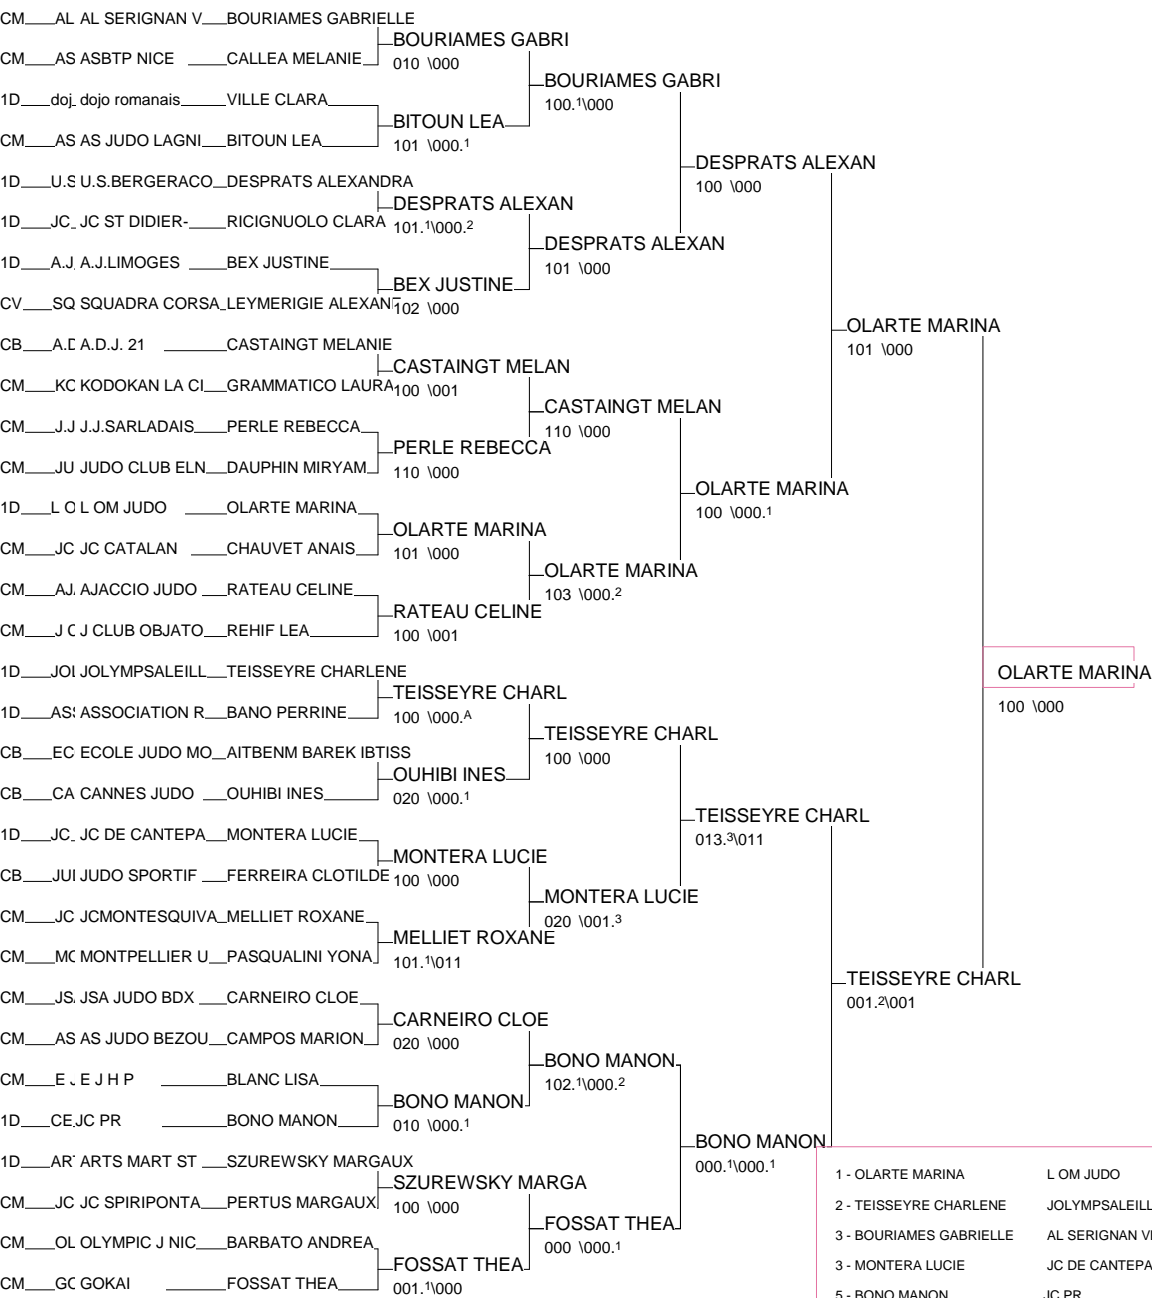 CM AL AL SERIGNAN V BOURIAMES GABRIELLE
BOURIAMES GABRI
010 \000
CM AS ASBTP NICE CALLEA MELANIE
BOURIAMES GABRI
100.1\000
1D doj dojo romanais VILLE CLARA
BITOUN LEA
101 \000.1
CM AS AS JUDO LAGNI BITOUN LEA
DESPRATS ALEXAN
100 \000
1D U.S U.S.BERGERACO DESPRATS ALEXANDRA
DESPRATS ALEXAN
101.1\000.2
1D JC JC ST DIDIER- RICIGNUOLO CLARA
DESPRATS ALEXAN
101 \000
1D A.J A.J.LIMOGES BEX JUSTINE
BEX JUSTINE
102 \000
CV SQ SQUADRA CORSA LEYMERIGIE ALEXAN
OLARTE MARINA
101 \000
CB A.D A.D.J. 21 CASTAINGT MELANIE
CASTAINGT MELAN
100 \001
CM KO KODOKAN LA CI GRAMMATICO LAURA
CASTAINGT MELAN
110 \000
CM J.J J.J.SARLADAIS PERLE REBECCA
PERLE REBECCA
110 \000
CM JU JUDO CLUB ELN DAUPHIN MIRYAM
OLARTE MARINA
100 \000.1
1D L O L OM JUDO OLARTE MARINA
OLARTE MARINA
101 \000
CM JC JC CATALAN CHAUVET ANAIS
OLARTE MARINA
103 \000.2
CM AJ AJACCIO JUDO RATEAU CELINE
RATEAU CELINE
100 \001
CM J C J CLUB OBJATO REHIF LEA
OLARTE MARINA
100 \000
1D JOL JOLYMPSALEILL TEISSEYRE CHARLENE
TEISSEYRE CHARL
100 \000.A
1D ASS ASSOCIATION R BANO PERRINE
TEISSEYRE CHARL
100 \000
CB EC ECOLE JUDO MO AITBENM BAREK IBTISS
OUHIBI INES
020 \000.1
CB CA CANNES JUDO OUHIBI INES
TEISSEYRE CHARL
013.3\011
1D JC JC DE CANTEPA MONTERA LUCIE
MONTERA LUCIE
100 \000
CB JUI JUDO SPORTIF FERREIRA CLOTILDE
MONTERA LUCIE
020 \001.3
CM JC JCMONTESQUIVA MELLIET ROXANE
MELLIET ROXANE
101.1\011
CM MO MONTPELLIER U PASQUALINI YONA
TEISSEYRE CHARL
001.2\001
CM JS JSA JUDO BDX CARNEIRO CLOE
CARNEIRO CLOE
020 \000
CM AS AS JUDO BEZOU CAMPOS MARION
BONO MANON
102.1\000.2
CM E J E J H P BLANC LISA
BONO MANON
010 \000.1
1D CE JC PR BONO MANON
BONO MANON
000.1\000.1
1D AR ARTS MART ST SZUREWSKY MARGAUX
SZUREWSKY MARGA
100 \000
CM JC JC SPIRIPONTA PERTUS MARGAUX
FOSSAT THEA
000 \000.1
CM OL OLYMPIC J NIC BARBATO ANDREA
FOSSAT THEA
001.1\000
CM GO GOKAI FOSSAT THEA
1 - OLARTE MARINA L OM JUDO
2 - TEISSEYRE CHARLENE JOLYMPSALEILL
3 - BOURIAMES GABRIELLE AL SERIGNAN V
3 - MONTERA LUCIE JC DE CANTEPA
5 - BONO MANON JC PR